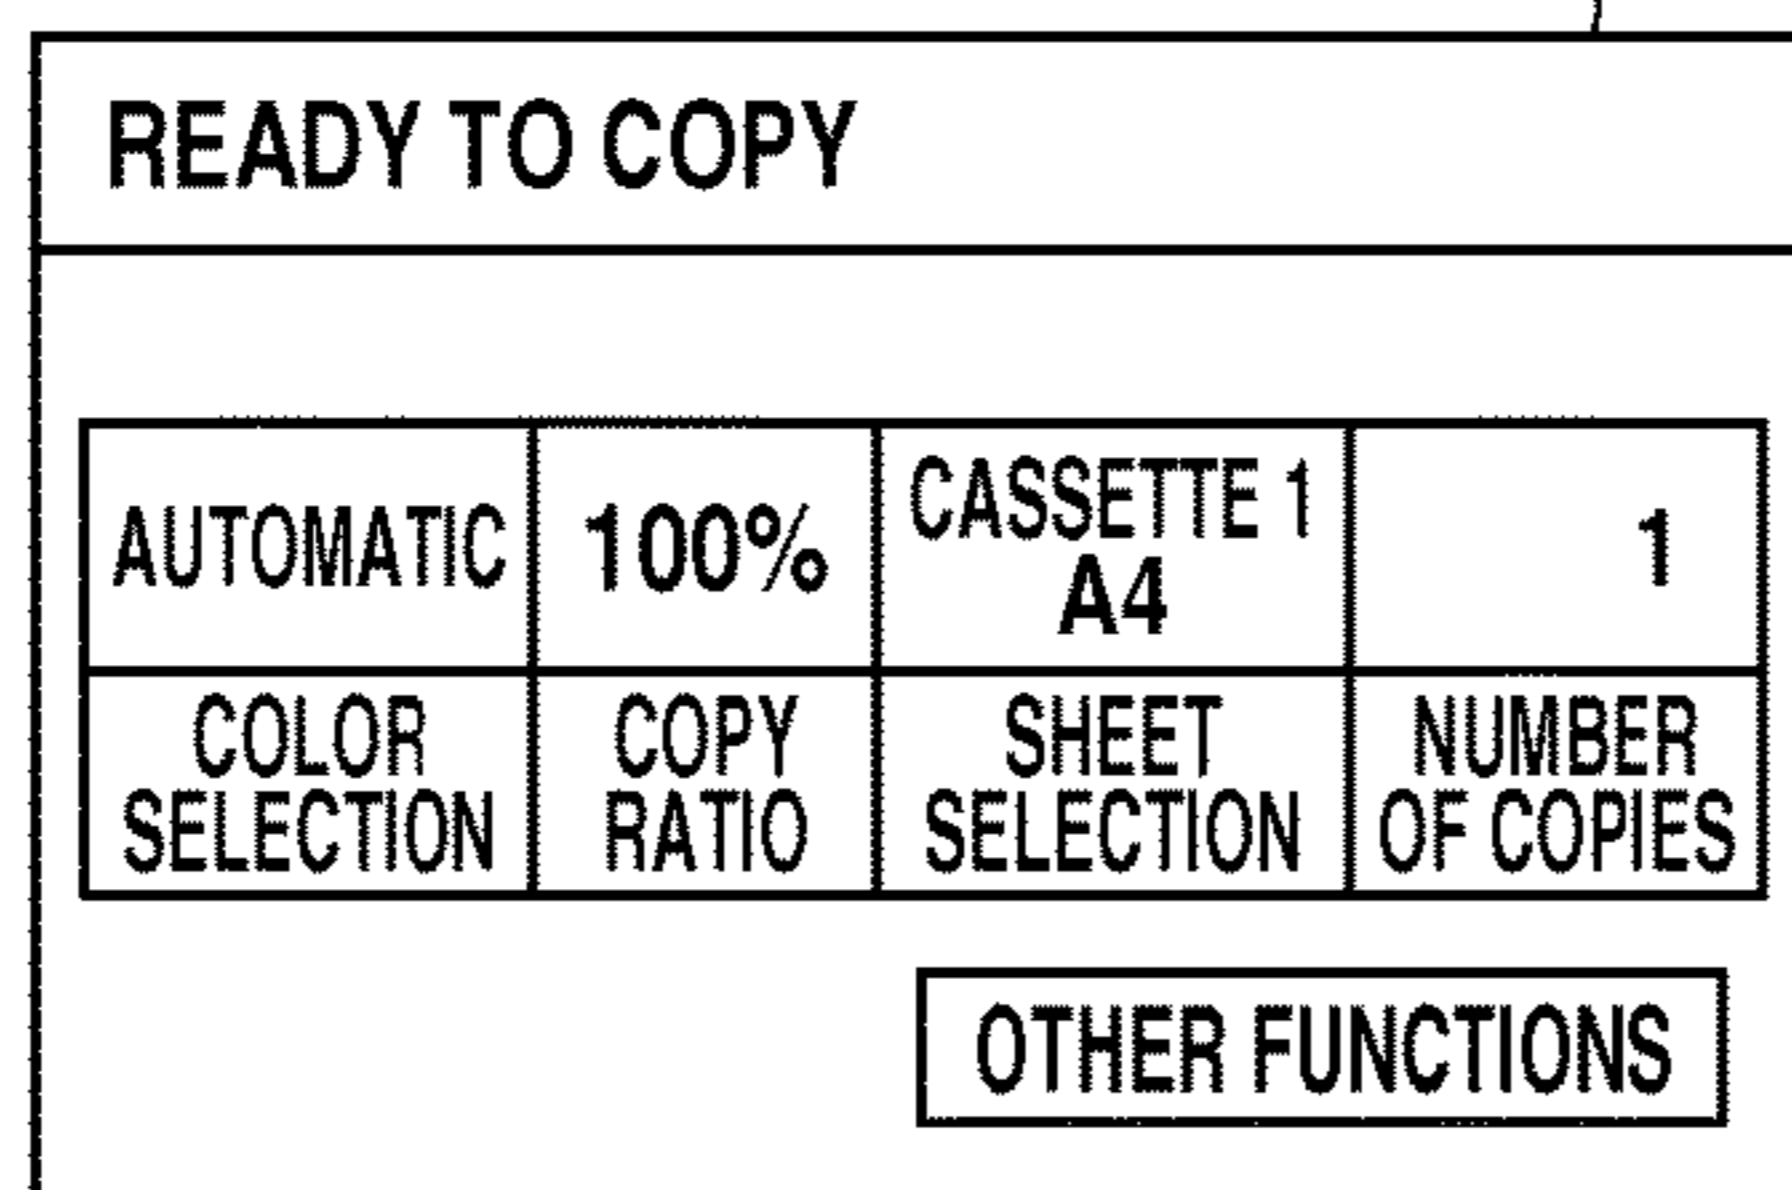 READY TO COPY
AUTOMATIC
100%
CASSETTE 1
A4
1
COLOR
SELECTION
COPY
RATIO
SHEET
SELECTION
NUMBER
OF COPIES
OTHER FUNCTIONS